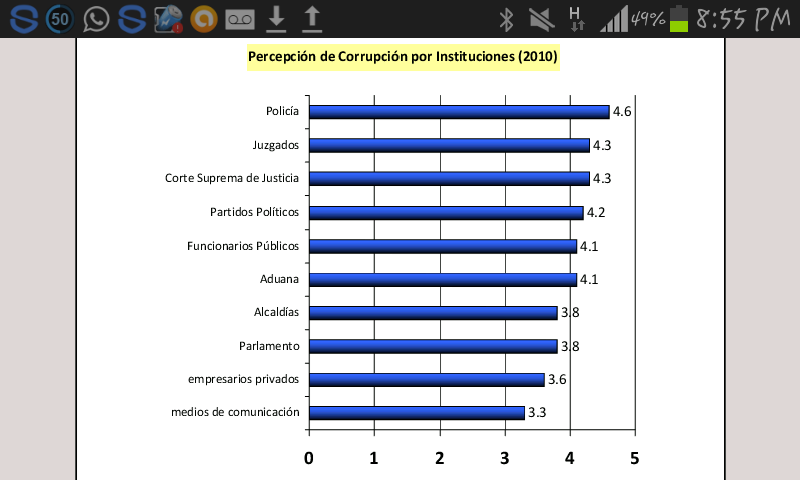 50
H
49%
8:55 PM
Percepción de Corrupción por Instituciones (2010)
Policía 4.6
Juzgados 4.3
Corte Suprema de Justicia 4.3
Partidos Políticos 4.2
Funcionarios Públicos 4.1
Aduana 4.1
Alcaldías 3.8
Parlamento 3.8
empresarios privados 3.6
medios de comunicación 3.3
0 1 2 3 4 5